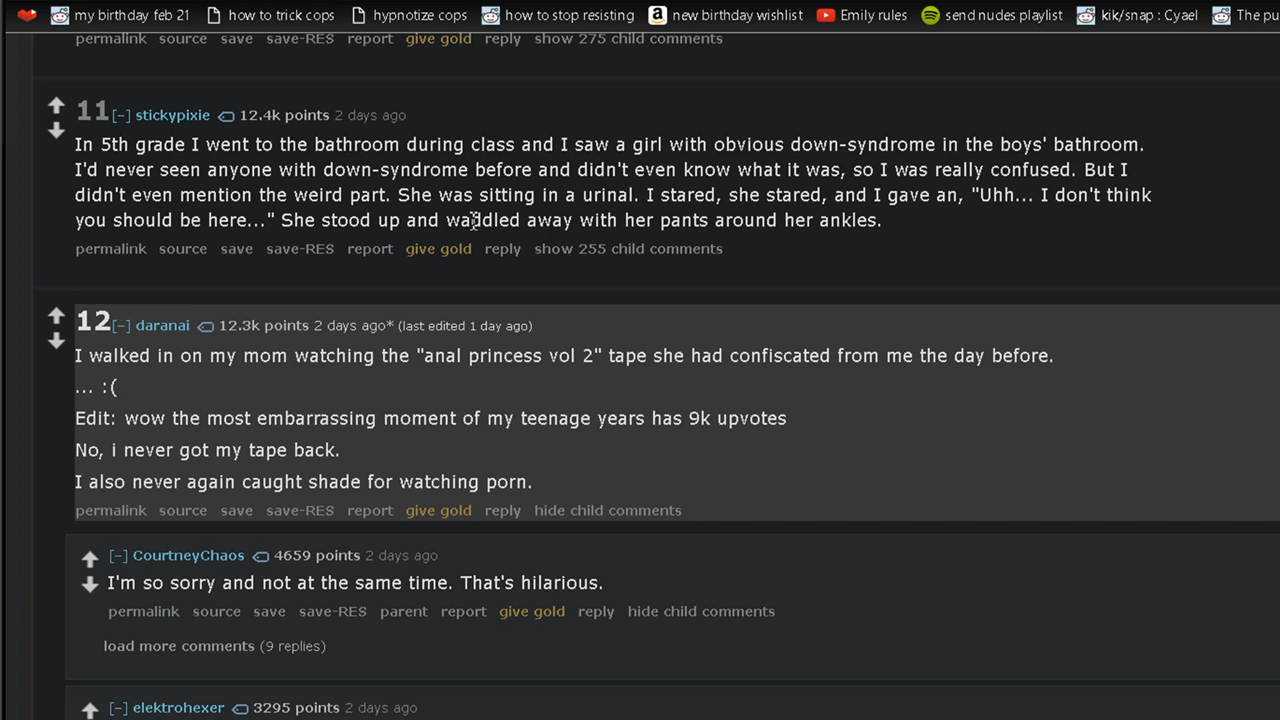 my birthday feb 21 how to trick cops hypnotize cops how to stop resisting a new birthday wishlist Emily rules send nudes playlist kik/snap : Cyael The pu
permalink source save save-RES report give gold reply show 275 child comments
11 [-] stickypixie 12.4k points 2 days ago
In 5th grade I went to the bathroom during class and I saw a girl with obvious down-syndrome in the boys' bathroom.
I'd never seen anyone with down-syndrome before and didn't even know what it was, so I was really confused. But I
didn't even mention the weird part. She was sitting in a urinal. I stared, she stared, and I gave an, "Uhh... I don't think
you should be here..." She stood up and waddled away with her pants around her ankles.
permalink source save save-RES report give gold reply show 255 child comments
12 [-] daranai 12.3k points 2 days ago* (last edited 1 day ago)
I walked in on my mom watching the "anal princess vol 2" tape she had confiscated from me the day before.
... :(
Edit: wow the most embarrassing moment of my teenage years has 9k upvotes
No, i never got my tape back.
I also never again caught shade for watching porn.
permalink source save save-RES report give gold reply hide child comments
[-] CourtneyChaos 4659 points 2 days ago
I'm so sorry and not at the same time. That's hilarious.
permalink source save save-RES parent report give gold reply hide child comments
load more comments (9 replies)
[-] elektrohexer 3295 points 2 days ago